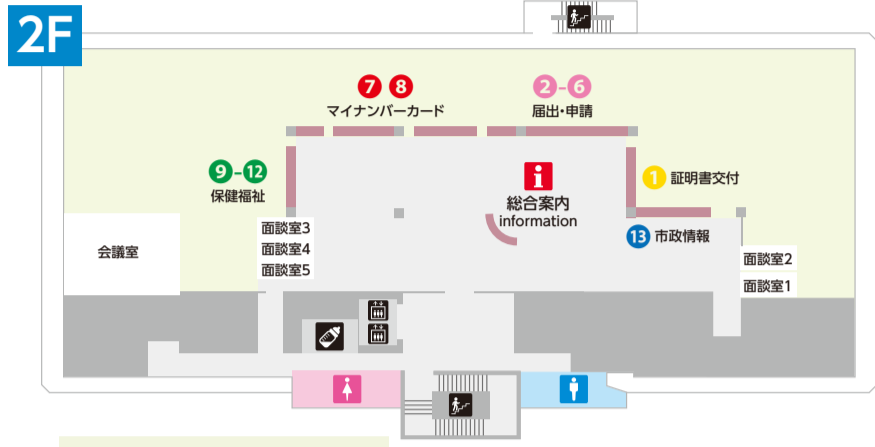 2F
7 8
マイナンバーカード
2-6
届出・申請
9-12
保健福祉
i
総合案内
information
1 証明書交付
13 市政情報
会議室
面談室3
面談室4
面談室5
面談室2
面談室1